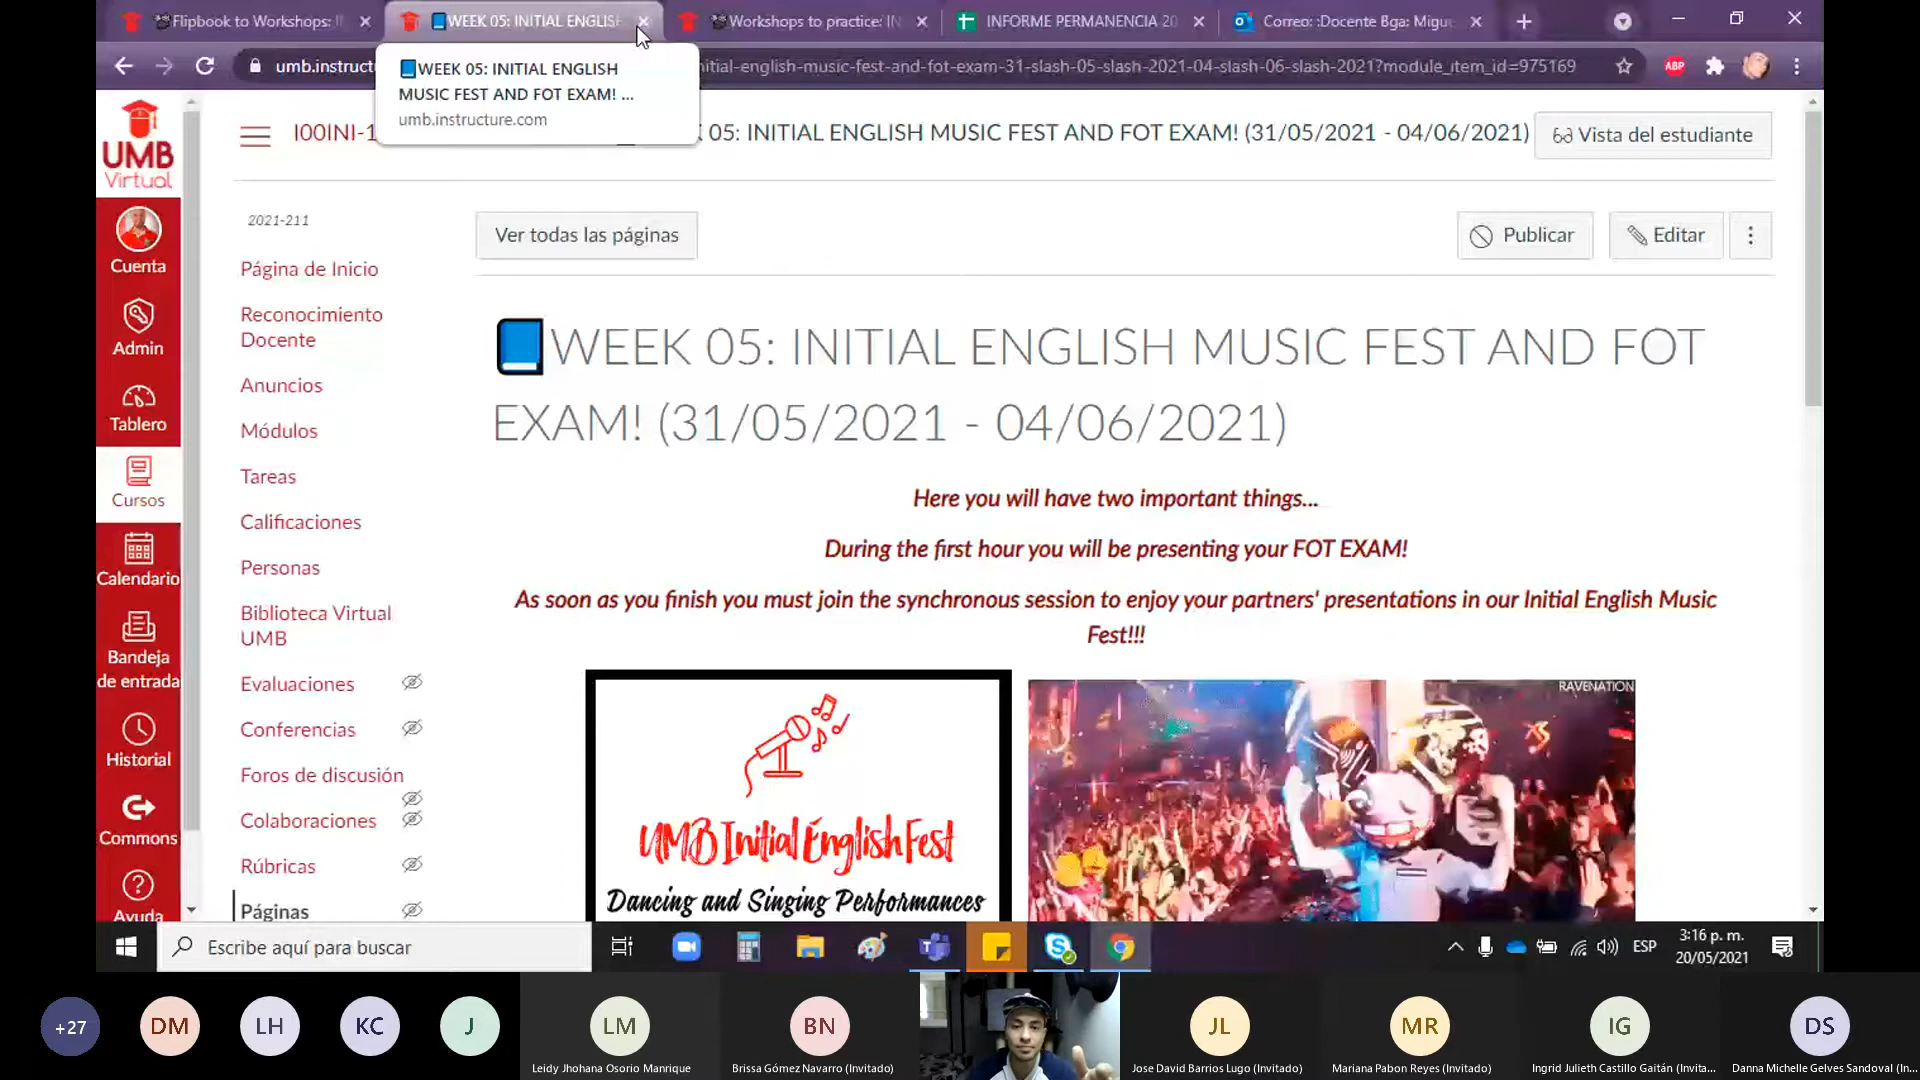 Flipbook to Workshops: I
WEEK 05: INITIAL ENGLISH
Workshops to practice: IN
INFORME PERMANENCIA 20
Correo: :Docente Bga: Migu
umb.instructu
nitial-english-music-fest-and-fot-exam-31-slash-05-slash-2021-04-slash-06-slash-2021?module_item_id=975169
ABP
WEEK 05: INITIAL ENGLISH
MUSIC FEST AND FOT EXAM! ...
umb.instructure.com
UMB
Virtual
I00INI-1
05: INITIAL ENGLISH MUSIC FEST AND FOT EXAM! (31/05/2021 - 04/06/2021)
Vista del estudiante
Cuenta
Admin
Tablero
Cursos
Calendario
Bandeja
de entrada
Historial
Commons
Ayuda
2021-211
Página de Inicio
Reconocimiento
Docente
Anuncios
Módulos
Tareas
Calificaciones
Personas
Biblioteca Virtual
UMB
Evaluaciones
Conferencias
Foros de discusión
Colaboraciones
Rúbricas
Páginas
Ver todas las páginas
Publicar
Editar
WEEK 05: INITIAL ENGLISH MUSIC FEST AND FOT
EXAM! (31/05/2021 - 04/06/2021)
Here you will have two important things...
During the first hour you will be presenting your FOT EXAM!
As soon as you finish you must join the synchronous session to enjoy your partners' presentations in our Initial English Music
Fest!!!
UMB Initial English Fest
Dancing and Singing Performances
RAVENATION
Escribe aquí para buscar
ESP
3:16 p. m.
20/05/2021
+27
DM
LH
KC
J
LM
Leidy Jhohana Osorio Manrique
BN
Brissa Gómez Navarro (Invitado)
JL
Jose David Barrios Lugo (Invitado)
MR
Mariana Pabon Reyes (Invitado)
IG
Ingrid Julieth Castillo Gaitán (Invita...
DS
Danna Michelle Gelves Sandoval (In...